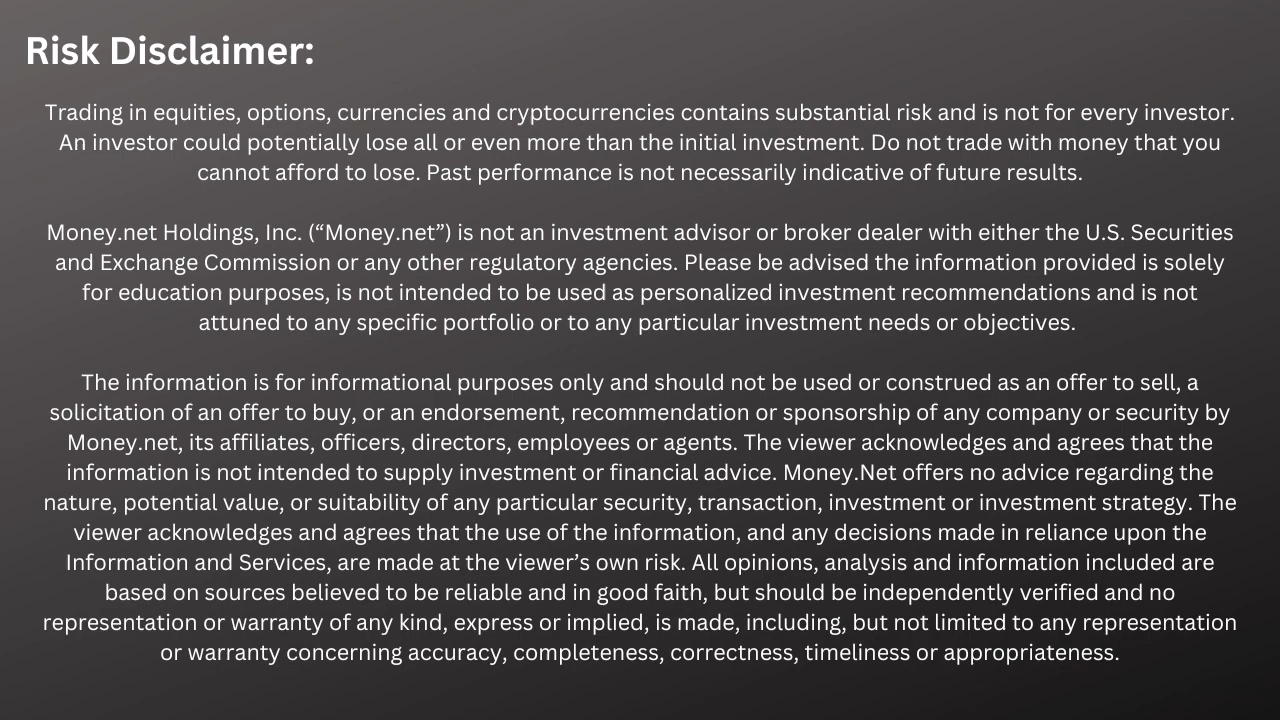 Risk Disclaimer:
Trading in equities, options, currencies and cryptocurrencies contains substantial risk and is not for every investor.
An investor could potentially lose all or even more than the initial investment. Do not trade with money that you
cannot afford to lose. Past performance is not necessarily indicative of future results.
Money.net Holdings, Inc. (“Money.net”) is not an investment advisor or broker dealer with either the U.S. Securities
and Exchange Commission or any other regulatory agencies. Please be advised the information provided is solely
for education purposes, is not intended to be used as personalized investment recommendations and is not
attuned to any specific portfolio or to any particular investment needs or objectives.
The information is for informational purposes only and should not be used or construed as an offer to sell, a
solicitation of an offer to buy, or an endorsement, recommendation or sponsorship of any company or security by
Money.net, its affiliates, officers, directors, employees or agents. The viewer acknowledges and agrees that the
information is not intended to supply investment or financial advice. Money.Net offers no advice regarding the
nature, potential value, or suitability of any particular security, transaction, investment or investment strategy. The
viewer acknowledges and agrees that the use of the information, and any decisions made in reliance upon the
Information and Services, are made at the viewer’s own risk. All opinions, analysis and information included are
based on sources believed to be reliable and in good faith, but should be independently verified and no
representation or warranty of any kind, express or implied, is made, including, but not limited to any representation
or warranty concerning accuracy, completeness, correctness, timeliness or appropriateness.